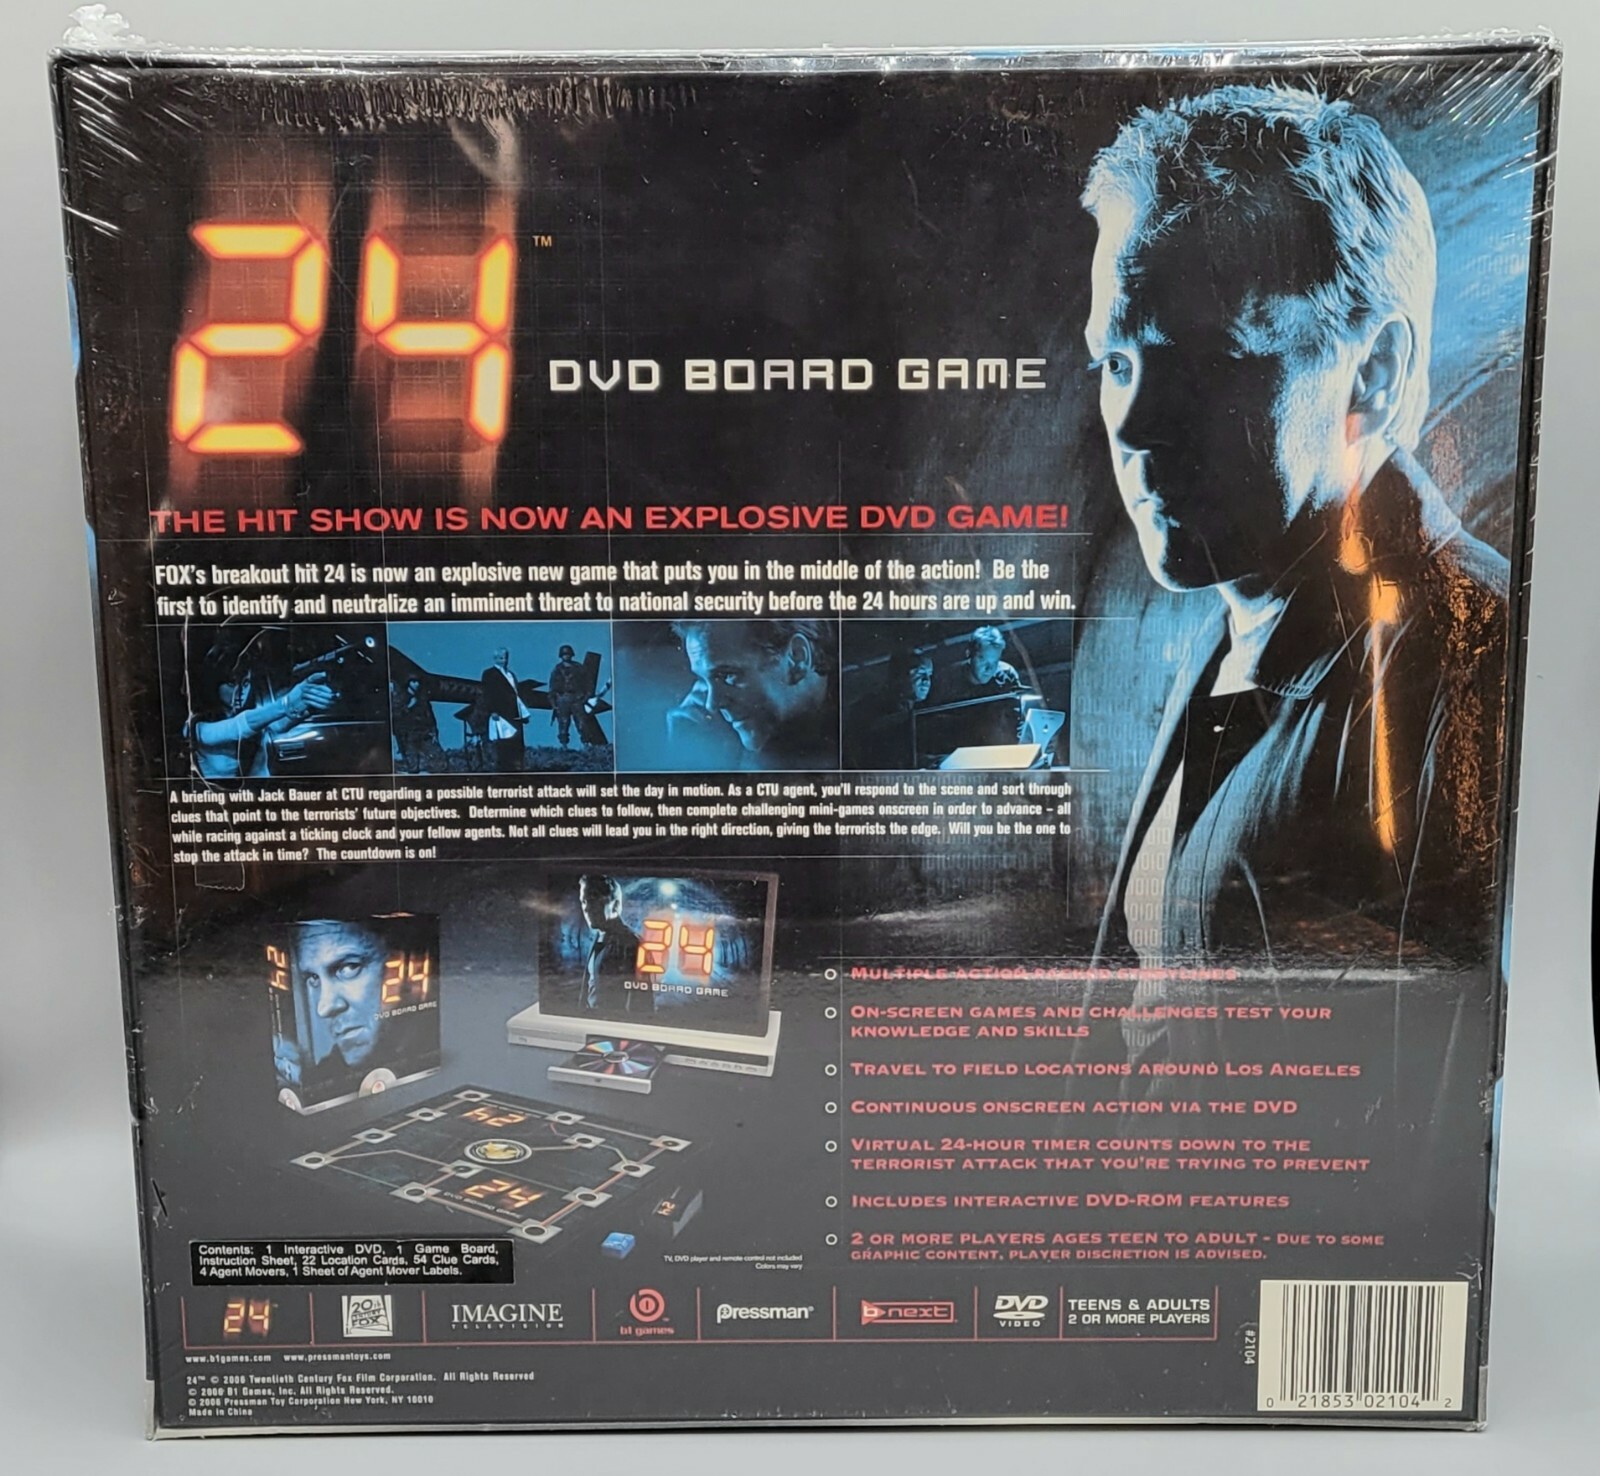 24™
DVD BOARD GAME
THE HIT SHOW IS NOW AN EXPLOSIVE DVD GAME!
FOX's breakout hit 24 is now an explosive new game that puts you in the middle of the action! Be the
first to identify and neutralize an imminent threat to national security before the 24 hours are up and win.
A briefing with Jack Bauer at CTU regarding a possible terrorist attack will set the day in motion. As a CTU agent, you'll respond to the scene and sort through
clues that point to the terrorists' future objectives. Determine which clues to follow, then complete challenging mini-games onscreen in order to advance – all
while racing against a ticking clock and your fellow agents. Not all clues will lead you in the right direction, giving the terrorists the edge. Will you be the one to
stop the attack in time? The countdown is on!
24
24
DVD BOARD GAME
24
DVD BOARD GAME
24
24
DVD BOARD GAME
24
MULTIPLE ACTION-PACKED STORYLINES
ON-SCREEN GAMES AND CHALLENGES TEST YOUR
KNOWLEDGE AND SKILLS
TRAVEL TO FIELD LOCATIONS AROUND LOS ANGELES
CONTINUOUS ONSCREEN ACTION VIA THE DVD
VIRTUAL 24-HOUR TIMER COUNTS DOWN TO THE
TERRORIST ATTACK THAT YOU'RE TRYING TO PREVENT
INCLUDES INTERACTIVE DVD-ROM FEATURES
2 OR MORE PLAYERS AGES TEEN TO ADULT - DUE TO SOME
GRAPHIC CONTENT, PLAYER DISCRETION IS ADVISED.
Contents: 1 Interactive DVD, 1 Game Board,
Instruction Sheet, 22 Location Cards, 54 Clue Cards,
4 Agent Movers, 1 Sheet of Agent Mover Labels.
TV, DVD player and remote control not included
Colors may vary
24
20th CENTURY FOX
IMAGINE
TELEVISION
b1 games
Pressman®
b next
DVD
VIDEO
TEENS & ADULTS
2 OR MORE PLAYERS
www.b1games.com www.pressmantoys.com
24™ © 2006 Twentieth Century Fox Film Corporation. All Rights Reserved
© 2006 B1 Games, Inc. All Rights Reserved.
© 2006 Pressman Toy Corporation New York, NY 10010
Made in China
#2104
0 21853 02104 2